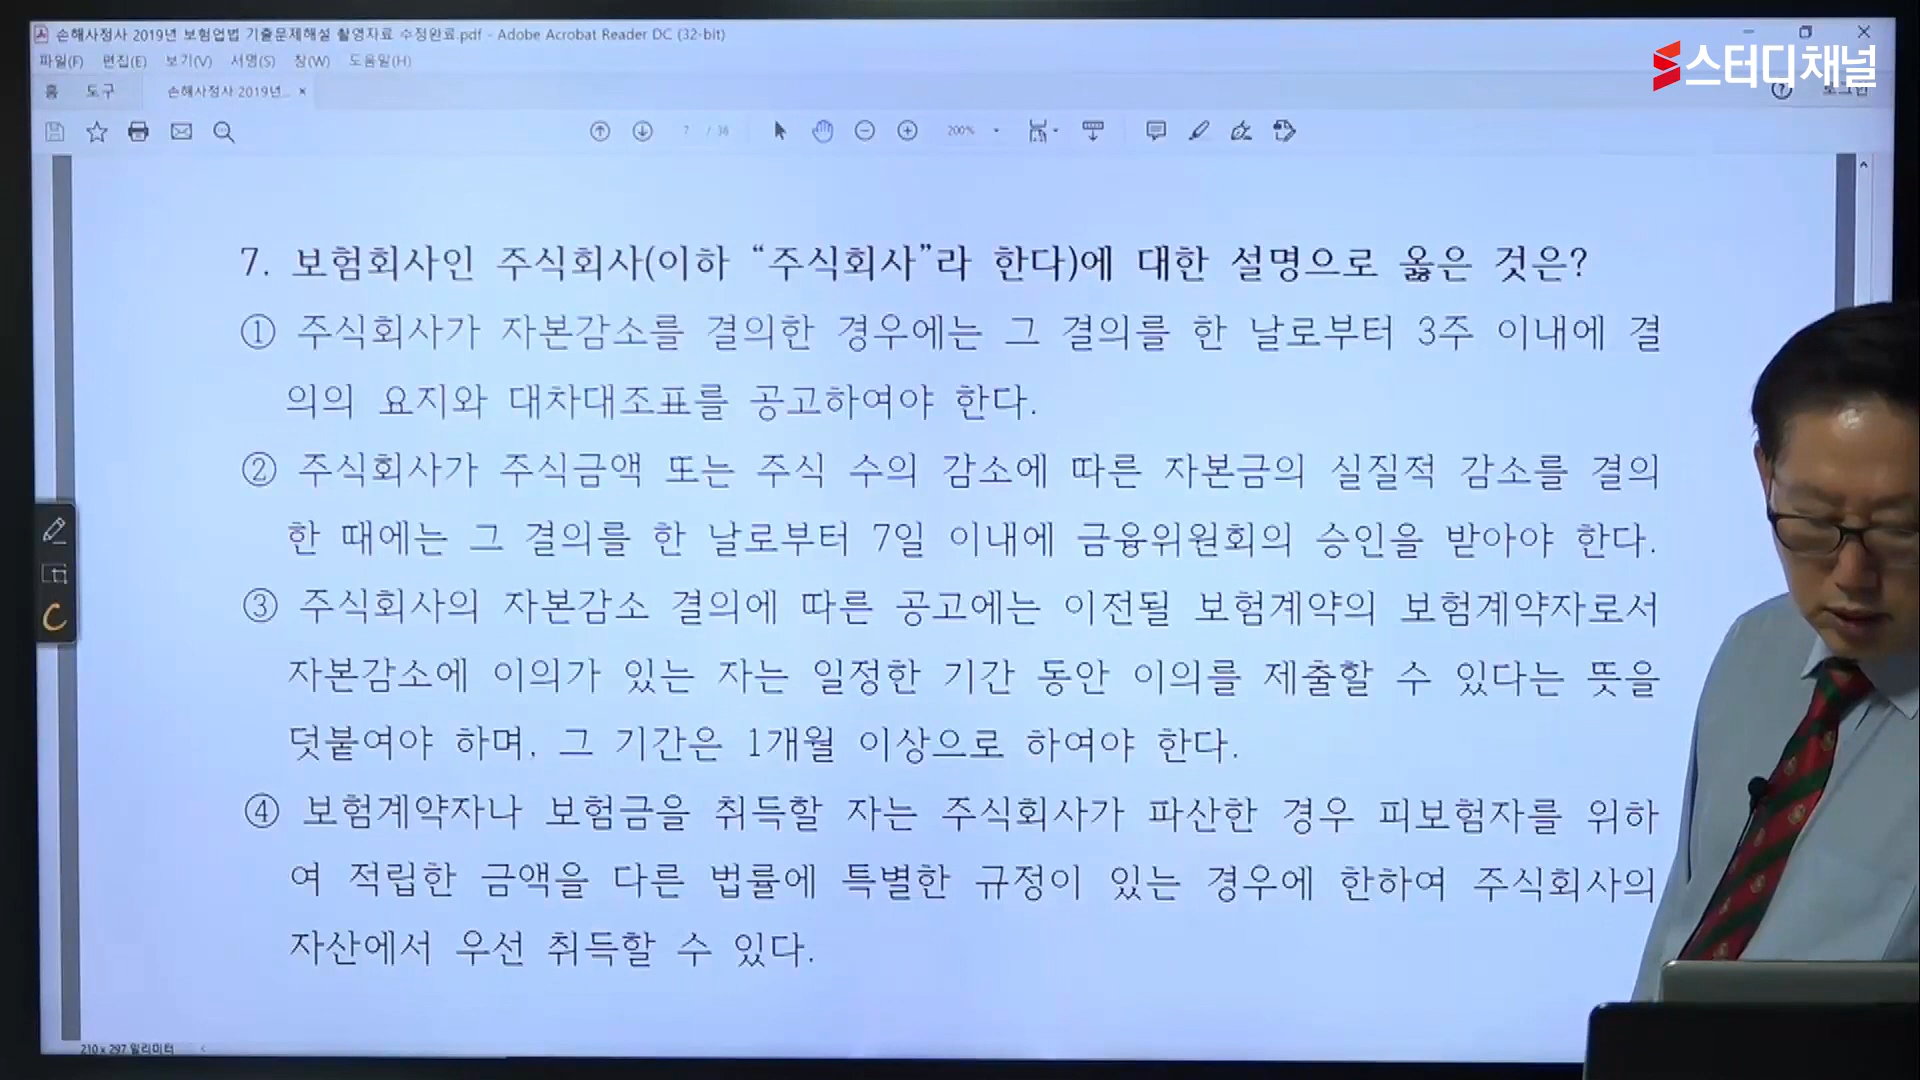 손해사정사 2019년 보험업법 기출문제해설 촬영자료 수정완료.pdf - Adobe Acrobat Reader DC (32-bit)
파일(F) 편집(E) 보기(V) 서명(S) 창(W) 도움말(H)
스터디채널
홈 도구 손해사정사 2019년... ×
7 / 36 200%
7. 보험회사인 주식회사(이하 “주식회사”라 한다)에 대한 설명으로 옳은 것은?
① 주식회사가 자본감소를 결의한 경우에는 그 결의를 한 날로부터 3주 이내에 결
의의 요지와 대차대조표를 공고하여야 한다.
② 주식회사가 주식금액 또는 주식 수의 감소에 따른 자본금의 실질적 감소를 결의
한 때에는 그 결의를 한 날로부터 7일 이내에 금융위원회의 승인을 받아야 한다.
③ 주식회사의 자본감소 결의에 따른 공고에는 이전될 보험계약의 보험계약자로서
자본감소에 이의가 있는 자는 일정한 기간 동안 이의를 제출할 수 있다는 뜻을
덧붙여야 하며, 그 기간은 1개월 이상으로 하여야 한다.
④ 보험계약자나 보험금을 취득할 자는 주식회사가 파산한 경우 피보험자를 위하
여 적립한 금액을 다른 법률에 특별한 규정이 있는 경우에 한하여 주식회사의
자산에서 우선 취득할 수 있다.
210 x 297 밀리미터